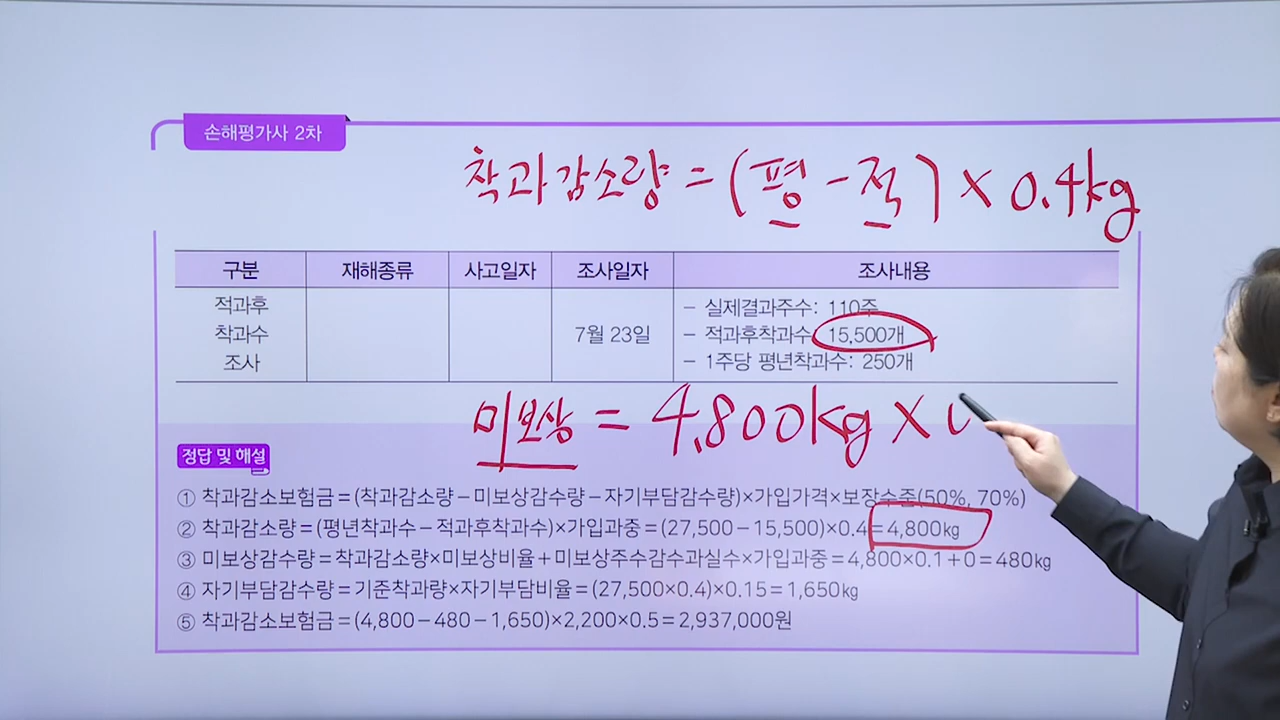 손해평가사 2차
착과감소량 = (평 - 적) × 0.4kg
구분 재해종류 사고일자 조사일자 조사내용
적과후 착과수 조사 7월 23일
- 실제결과주수: 110주
- 적과후착과수: 15,500개
- 1주당 평년착과수: 250개
미보상 = 4,800kg × 0
정답 및 해설
① 착과감소보험금=(착과감소량-미보상감수량-자기부담감수량)×가입가격×보장수준(50%, 70%)
② 착과감소량=(평년착과수-적과후착과수)×가입과중=(27,500-15,500)×0.4=4,800kg
③ 미보상감수량=착과감소량×미보상비율+미보상주수감수과실수×가입과중=4,800×0.1+0=480kg
④ 자기부담감수량=기준착과량×자기부담비율=(27,500×0.4)×0.15=1,650kg
⑤ 착과감소보험금=(4,800-480-1,650)×2,200×0.5=2,937,000원